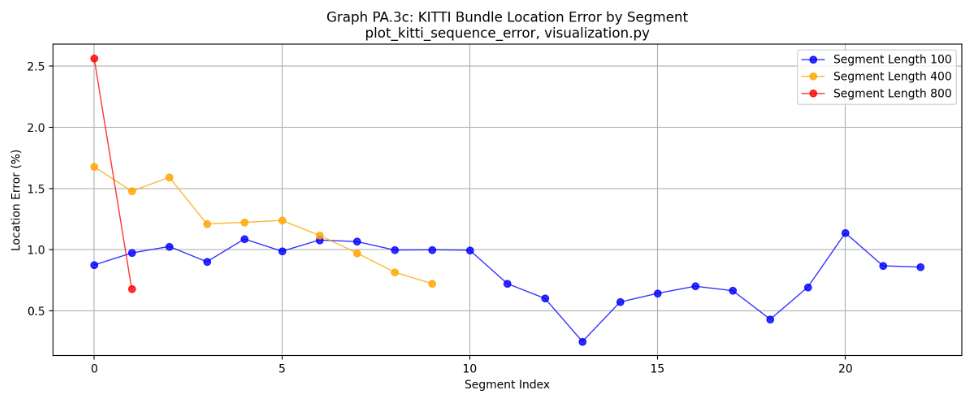 Graph PA.3c: KITTI Bundle Location Error by Segment
plot_kitti_sequence_error, visualization.py
Segment Length 100
Segment Length 400
Segment Length 800
Location Error (%)
2.5
2.0
1.5
1.0
0.5
0 5 10 15 20
Segment Index